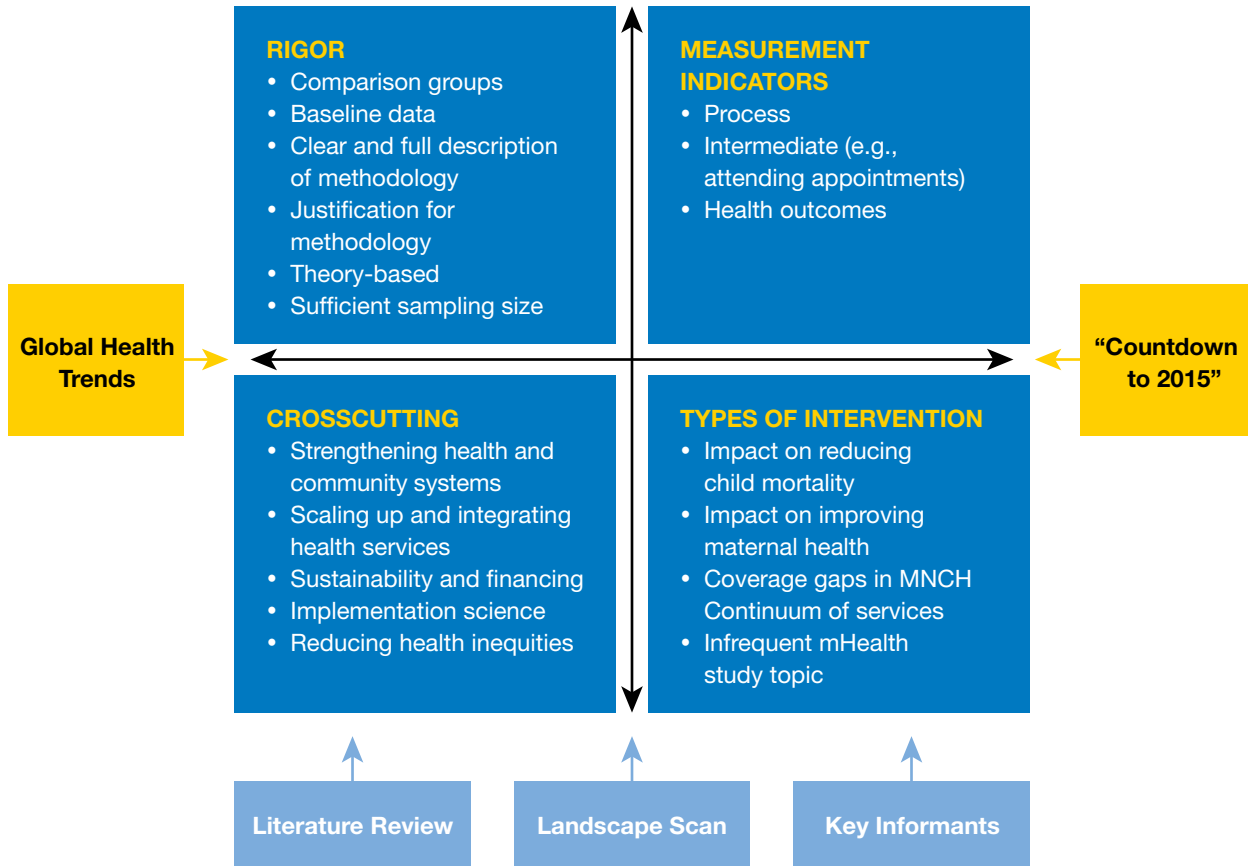 RIGOR
• Comparison groups
• Baseline data
• Clear and full description
of methodology
• Justification for
methodology
• Theory-based
• Sufficient sampling size
MEASUREMENT
INDICATORS
• Process
• Intermediate (e.g.,
attending appointments)
• Health outcomes
Global Health
Trends
“Countdown
to 2015”
CROSSCUTTING
• Strengthening health and
community systems
• Scaling up and integrating
health services
• Sustainability and financing
• Implementation science
• Reducing health inequities
TYPES OF INTERVENTION
• Impact on reducing
child mortality
• Impact on improving
maternal health
• Coverage gaps in MNCH
Continuum of services
• Infrequent mHealth
study topic
Literature Review
Landscape Scan
Key Informants